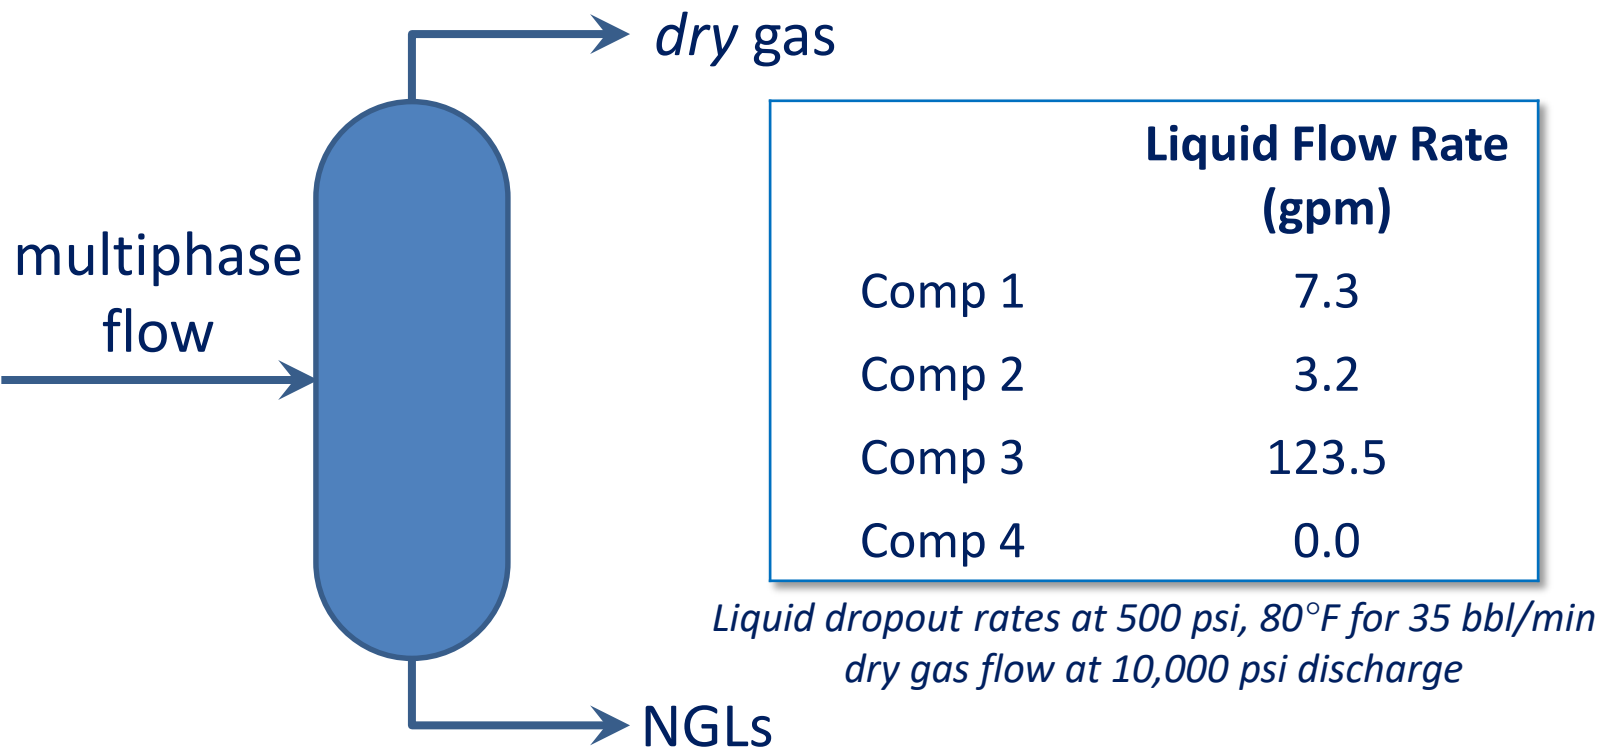 dry gas
multiphase
flow
Liquid Flow Rate
(gpm)
Comp 1 7.3
Comp 2 3.2
Comp 3 123.5
Comp 4 0.0
Liquid dropout rates at 500 psi, 80°F for 35 bbl/min
dry gas flow at 10,000 psi discharge
NGLs